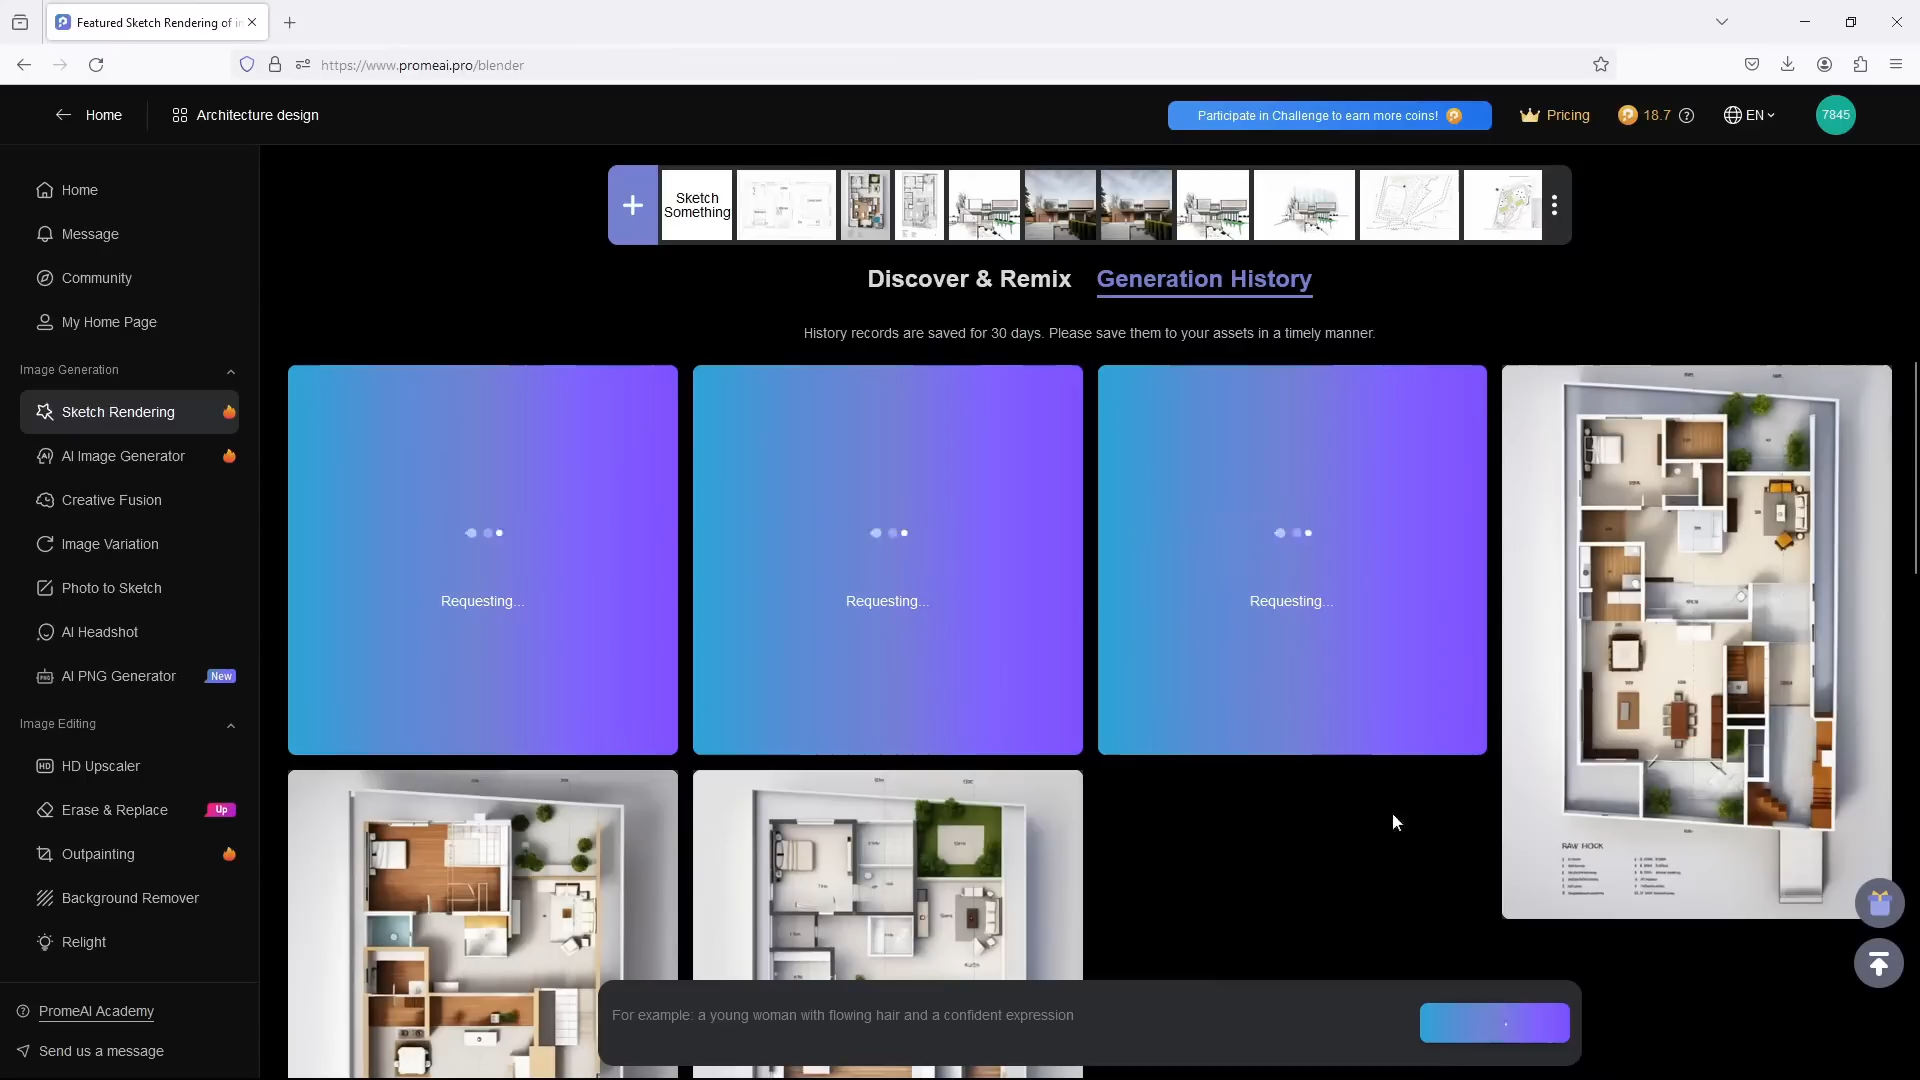 Featured Sketch Rendering of in
https://www.promeai.pro/blender
Home
Architecture design
Participate in Challenge to earn more coins!
Pricing
18.7
EN
7845
Home
Message
Community
My Home Page
Image Generation
Sketch Rendering
AI Image Generator
Creative Fusion
Image Variation
Photo to Sketch
AI Headshot
AI PNG Generator
New
Image Editing
HD Upscaler
Erase & Replace
Up
Outpainting
Background Remover
Relight
PromeAI Academy
Send us a message
Sketch
Something
Discover & Remix
Generation History
History records are saved for 30 days. Please save them to your assets in a timely manner.
Requesting...
Requesting...
Requesting...
RAW HOCK
For example: a young woman with flowing hair and a confident expression